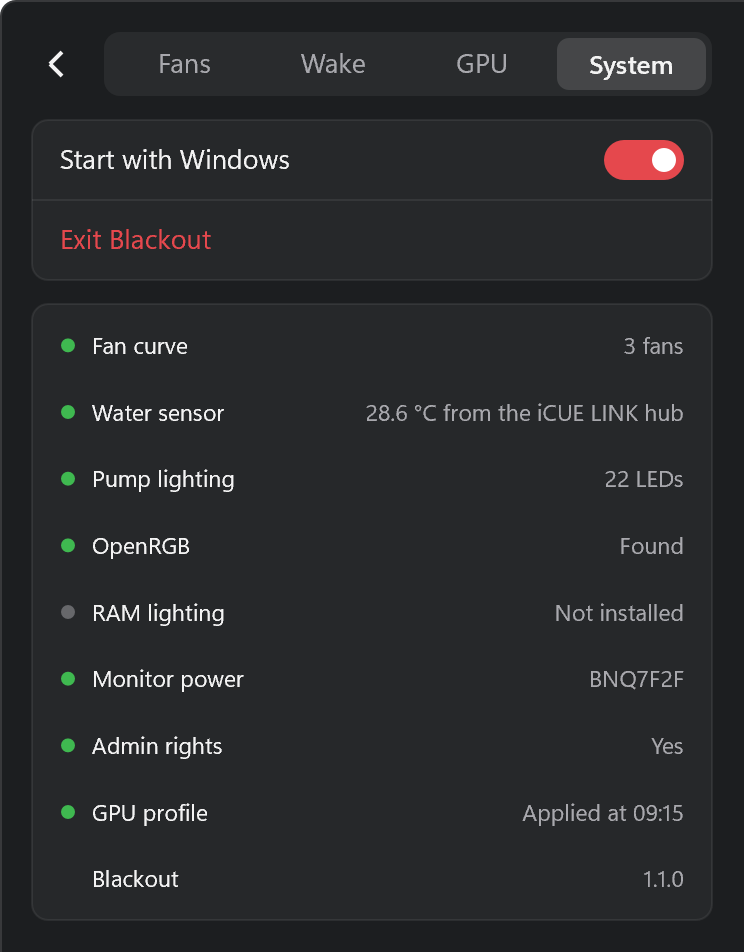 Fans Wake GPU System
Start with Windows
Exit Blackout
Fan curve 3 fans
Water sensor 28.6 °C from the iCUE LINK hub
Pump lighting 22 LEDs
OpenRGB Found
RAM lighting Not installed
Monitor power BNQ7F2F
Admin rights Yes
GPU profile Applied at 09:15
Blackout 1.1.0